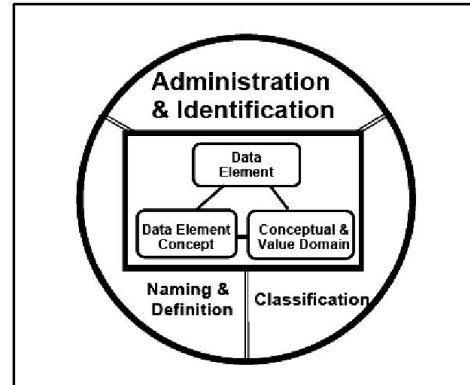 Administration
& Identification
Data
Element
Data Element
Concept
Conceptual &
Value Domain
Naming &
Definition
Classification